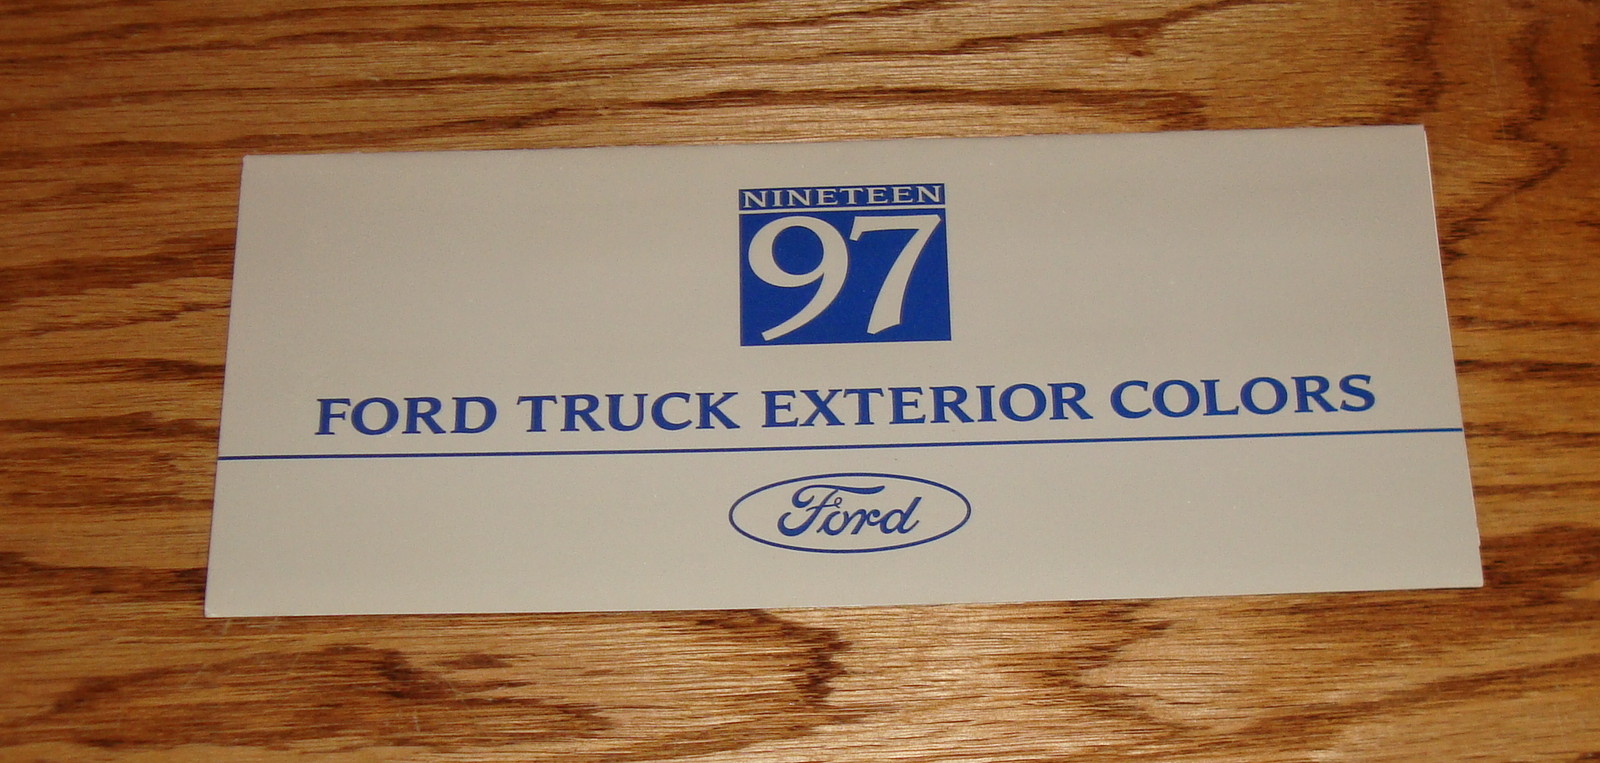 NINETEEN
97
FORD TRUCK EXTERIOR COLORS
Ford